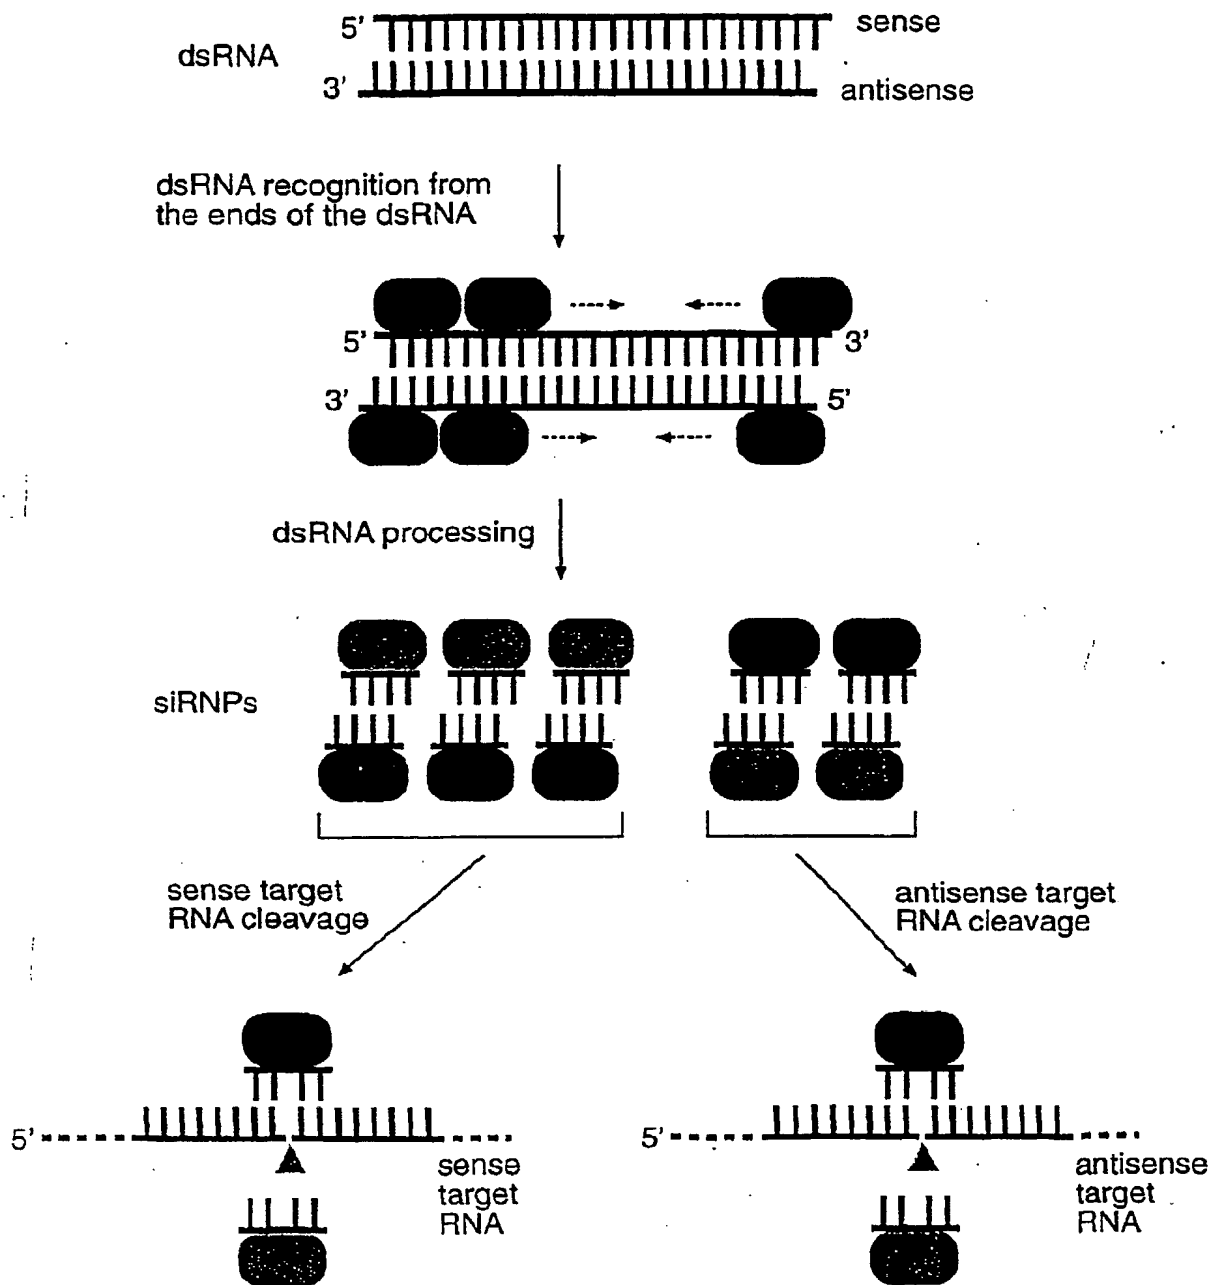 5' sense
dsRNA
3' antisense
dsRNA recognition from
the ends of the dsRNA
5' 3'
3' 5'
dsRNA processing
siRNPs
sense target
RNA cleavage
antisense target
RNA cleavage
5'
sense
target
RNA
5'
antisense
target
RNA